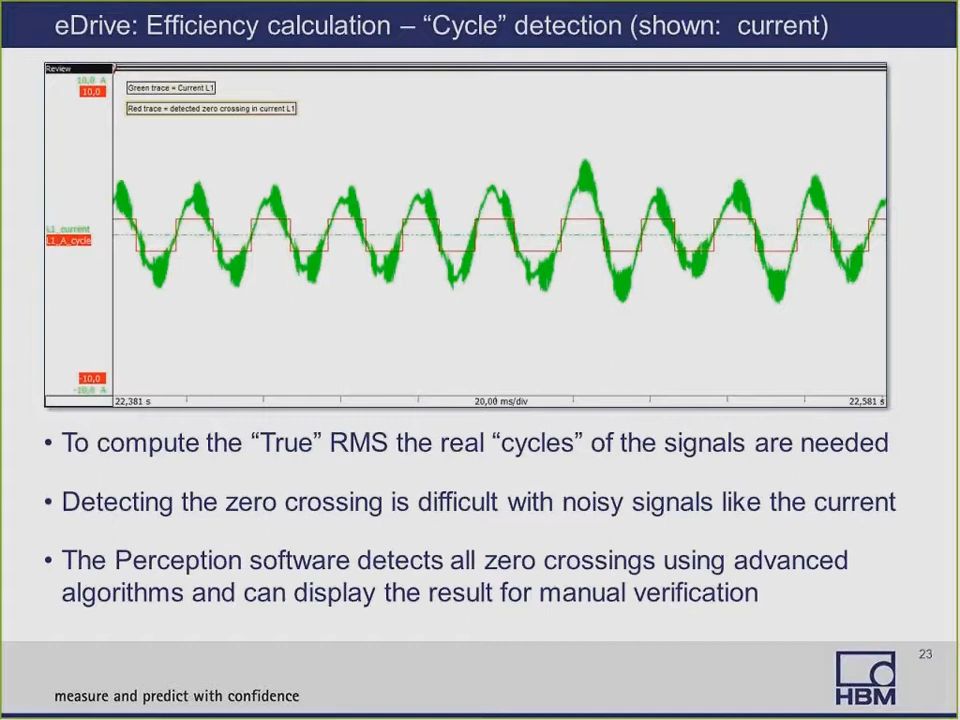 eDrive: Efficiency calculation – “Cycle” detection (shown:  current)
Review
10,0 A
10,0
Green trace = Current L1
Red trace = detected zero crossing in current L1
L1_current
L1_A_cycle
-10,0
-10,0 A
22,381 s
20,00 ms/div
22,581 s
• To compute the “True” RMS the real “cycles” of the signals are needed
• Detecting the zero crossing is difficult with noisy signals like the current
• The Perception software detects all zero crossings using advanced
algorithms and can display the result for manual verification
23
measure and predict with confidence
HBM